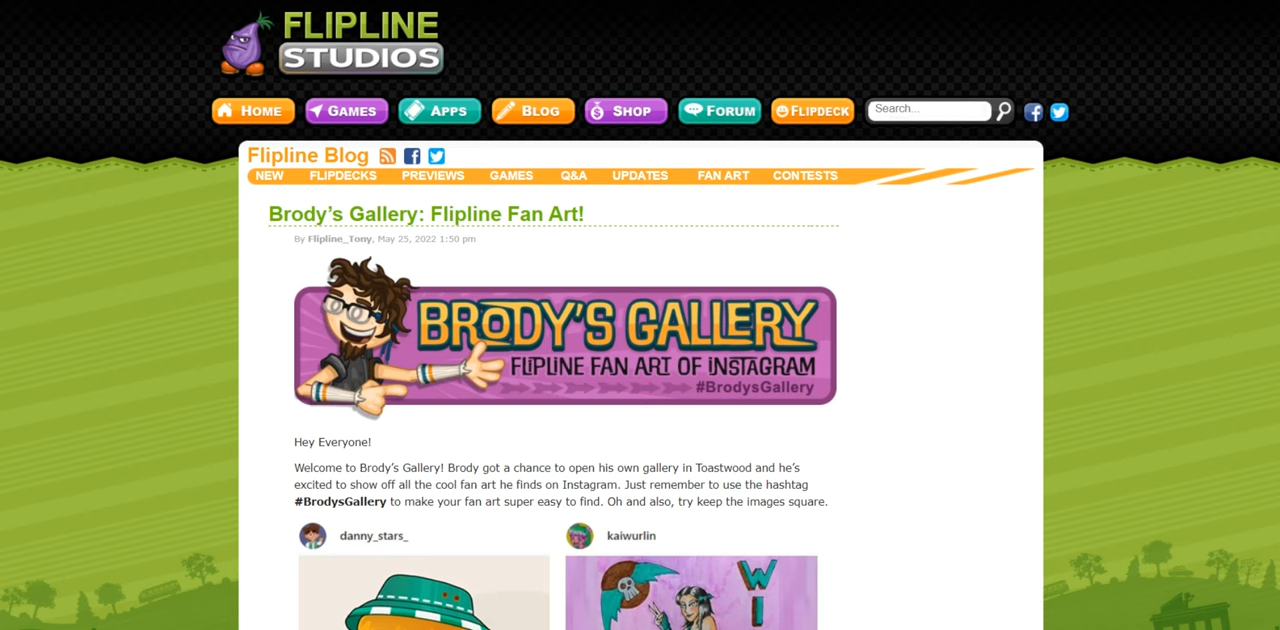 FLIPLINE
STUDIOS
HOME GAMES APPS BLOG SHOP FORUM FLIPDECK Search...
Flipline Blog
NEW FLIPDECKS PREVIEWS GAMES Q&A UPDATES FAN ART CONTESTS
Brody’s Gallery: Flipline Fan Art!
By Flipline_Tony, May 25, 2022 1:50 pm
BRODY'S GALLERY
FLIPLINE FAN ART OF INSTAGRAM
#BrodysGallery
Hey Everyone!
Welcome to Brody’s Gallery! Brody got a chance to open his own gallery in Toastwood and he’s
excited to show off all the cool fan art he finds on Instagram. Just remember to use the hashtag
#BrodysGallery to make your fan art super easy to find. Oh and also, try keep the images square.
danny_stars_ kaiwurlin
W
I